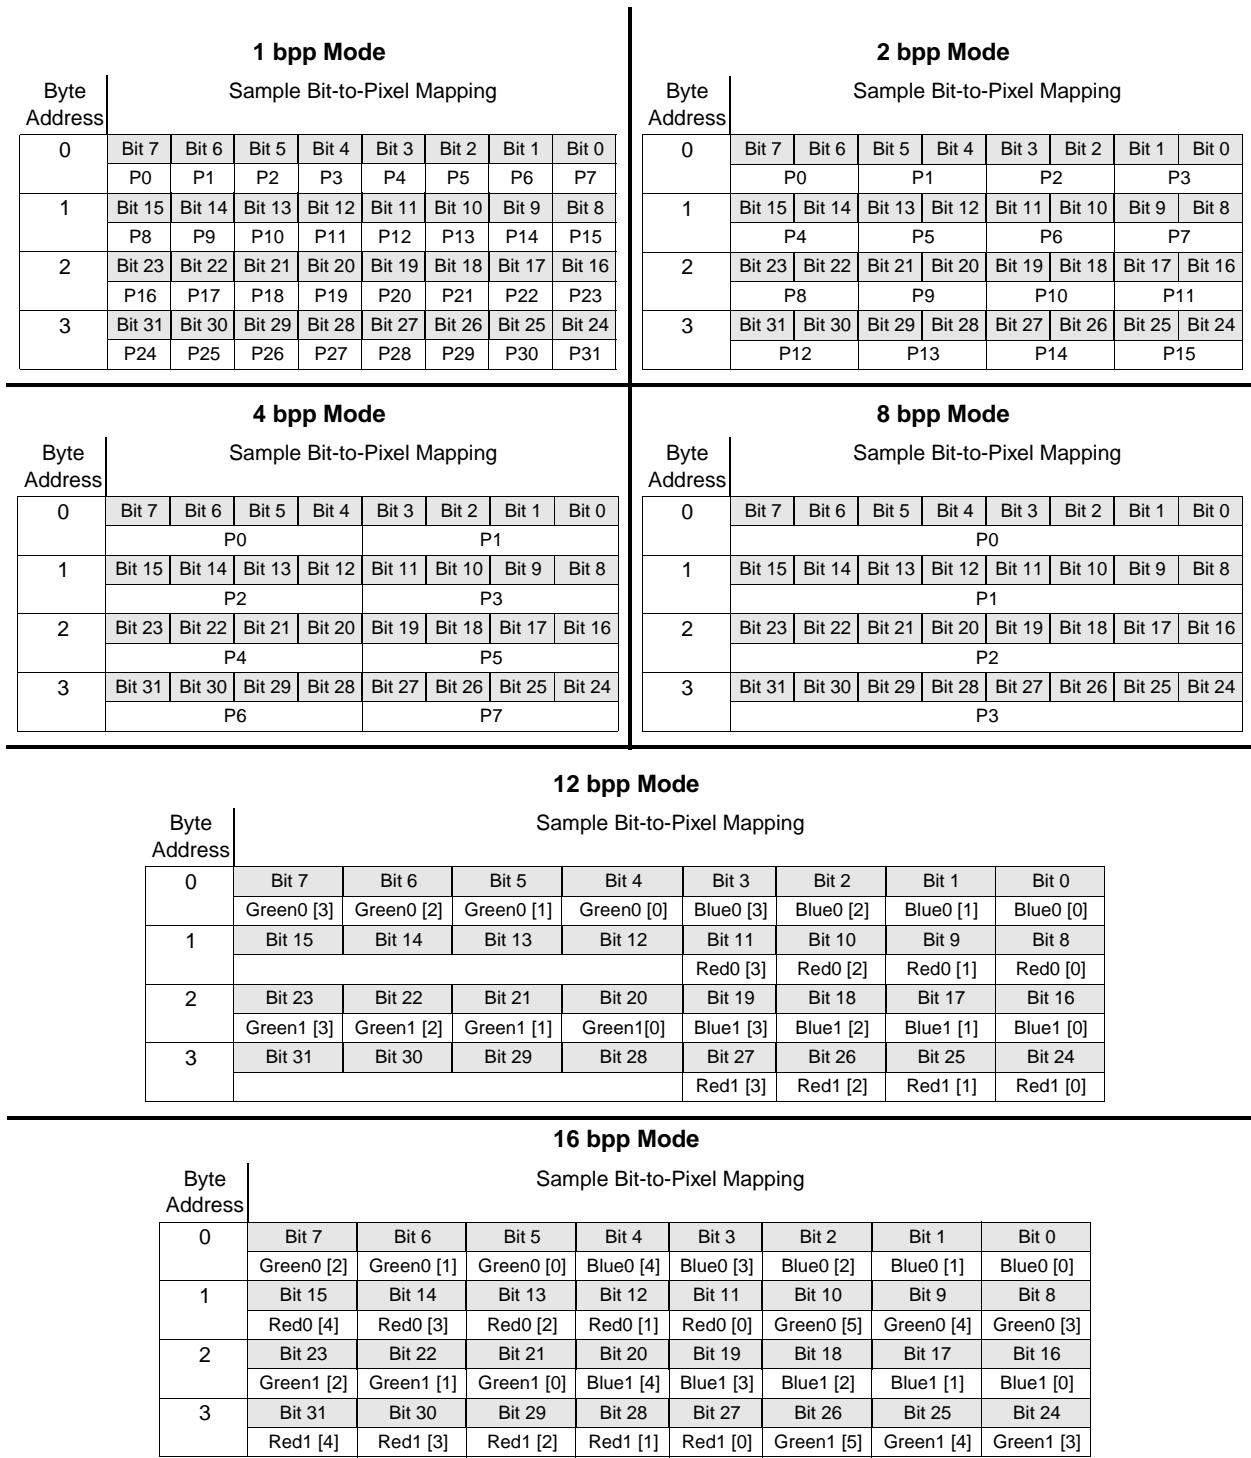 1 bpp Mode
Byte Address
Sample Bit-to-Pixel Mapping
0 Bit 7 Bit 6 Bit 5 Bit 4 Bit 3 Bit 2 Bit 1 Bit 0
P0 P1 P2 P3 P4 P5 P6 P7
1 Bit 15 Bit 14 Bit 13 Bit 12 Bit 11 Bit 10 Bit 9 Bit 8
P8 P9 P10 P11 P12 P13 P14 P15
2 Bit 23 Bit 22 Bit 21 Bit 20 Bit 19 Bit 18 Bit 17 Bit 16
P16 P17 P18 P19 P20 P21 P22 P23
3 Bit 31 Bit 30 Bit 29 Bit 28 Bit 27 Bit 26 Bit 25 Bit 24
P24 P25 P26 P27 P28 P29 P30 P31
2 bpp Mode
Byte Address
Sample Bit-to-Pixel Mapping
0 Bit 7 Bit 6 Bit 5 Bit 4 Bit 3 Bit 2 Bit 1 Bit 0
P0 P1 P2 P3
1 Bit 15 Bit 14 Bit 13 Bit 12 Bit 11 Bit 10 Bit 9 Bit 8
P4 P5 P6 P7
2 Bit 23 Bit 22 Bit 21 Bit 20 Bit 19 Bit 18 Bit 17 Bit 16
P8 P9 P10 P11
3 Bit 31 Bit 30 Bit 29 Bit 28 Bit 27 Bit 26 Bit 25 Bit 24
P12 P13 P14 P15
4 bpp Mode
Byte Address
Sample Bit-to-Pixel Mapping
0 Bit 7 Bit 6 Bit 5 Bit 4 Bit 3 Bit 2 Bit 1 Bit 0
P0 P1
1 Bit 15 Bit 14 Bit 13 Bit 12 Bit 11 Bit 10 Bit 9 Bit 8
P2 P3
2 Bit 23 Bit 22 Bit 21 Bit 20 Bit 19 Bit 18 Bit 17 Bit 16
P4 P5
3 Bit 31 Bit 30 Bit 29 Bit 28 Bit 27 Bit 26 Bit 25 Bit 24
P6 P7
8 bpp Mode
Byte Address
Sample Bit-to-Pixel Mapping
0 Bit 7 Bit 6 Bit 5 Bit 4 Bit 3 Bit 2 Bit 1 Bit 0
P0
1 Bit 15 Bit 14 Bit 13 Bit 12 Bit 11 Bit 10 Bit 9 Bit 8
P1
2 Bit 23 Bit 22 Bit 21 Bit 20 Bit 19 Bit 18 Bit 17 Bit 16
P2
3 Bit 31 Bit 30 Bit 29 Bit 28 Bit 27 Bit 26 Bit 25 Bit 24
P3
12 bpp Mode
Byte Address
Sample Bit-to-Pixel Mapping
0 Bit 7 Bit 6 Bit 5 Bit 4 Bit 3 Bit 2 Bit 1 Bit 0
Green0 [3] Green0 [2] Green0 [1] Green0 [0] Blue0 [3] Blue0 [2] Blue0 [1] Blue0 [0]
1 Bit 15 Bit 14 Bit 13 Bit 12 Bit 11 Bit 10 Bit 9 Bit 8
Red0 [3] Red0 [2] Red0 [1] Red0 [0]
2 Bit 23 Bit 22 Bit 21 Bit 20 Bit 19 Bit 18 Bit 17 Bit 16
Green1 [3] Green1 [2] Green1 [1] Green1[0] Blue1 [3] Blue1 [2] Blue1 [1] Blue1 [0]
3 Bit 31 Bit 30 Bit 29 Bit 28 Bit 27 Bit 26 Bit 25 Bit 24
Red1 [3] Red1 [2] Red1 [1] Red1 [0]
16 bpp Mode
Byte Address
Sample Bit-to-Pixel Mapping
0 Bit 7 Bit 6 Bit 5 Bit 4 Bit 3 Bit 2 Bit 1 Bit 0
Green0 [2] Green0 [1] Green0 [0] Blue0 [4] Blue0 [3] Blue0 [2] Blue0 [1] Blue0 [0]
1 Bit 15 Bit 14 Bit 13 Bit 12 Bit 11 Bit 10 Bit 9 Bit 8
Red0 [4] Red0 [3] Red0 [2] Red0 [1] Red0 [0] Green0 [5] Green0 [4] Green0 [3]
2 Bit 23 Bit 22 Bit 21 Bit 20 Bit 19 Bit 18 Bit 17 Bit 16
Green1 [2] Green1 [1] Green1 [0] Blue1 [4] Blue1 [3] Blue1 [2] Blue1 [1] Blue1 [0]
3 Bit 31 Bit 30 Bit 29 Bit 28 Bit 27 Bit 26 Bit 25 Bit 24
Red1 [4] Red1 [3] Red1 [2] Red1 [1] Red1 [0] Green1 [5] Green1 [4] Green1 [3]